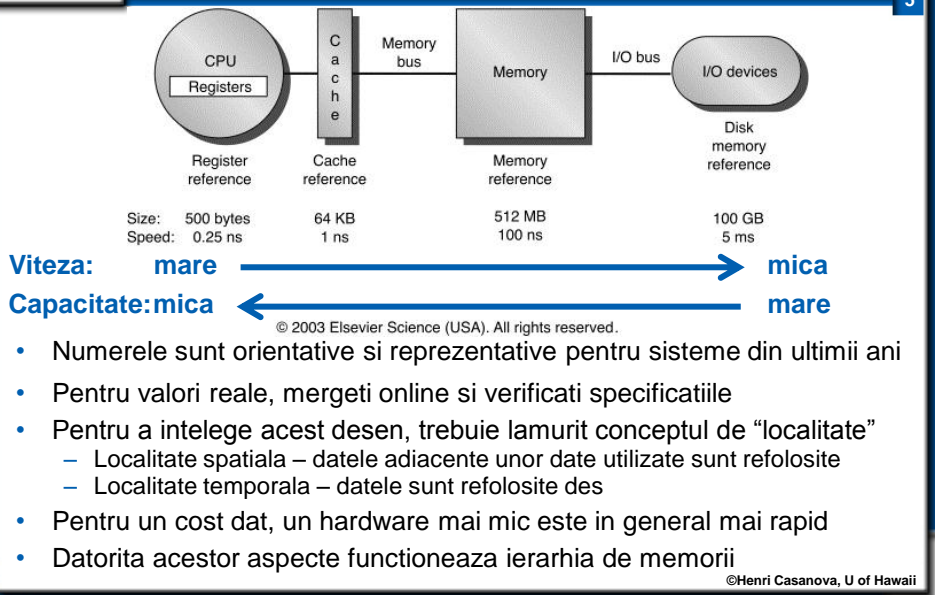 5
CPU
Registers
C
a
c
h
e
Memory
bus
Memory
I/O bus
I/O devices
Register
reference
Cache
reference
Memory
reference
Disk
memory
reference
Size: 500 bytes 64 KB 512 MB 100 GB
Speed: 0.25 ns 1 ns 100 ns 5 ms
Viteza: mare mica
Capacitate: mica mare
© 2003 Elsevier Science (USA). All rights reserved.
• Numerele sunt orientative si reprezentative pentru sisteme din ultimii ani
• Pentru valori reale, mergeti online si verificati specificatiile
• Pentru a intelege acest desen, trebuie lamurit conceptul de “localitate”
– Localitate spatiala – datele adiacente unor date utilizate sunt refolosite
– Localitate temporala – datele sunt refolosite des
• Pentru un cost dat, un hardware mai mic este in general mai rapid
• Datorita acestor aspecte functioneaza ierarhia de memorii
©Henri Casanova, U of Hawaii